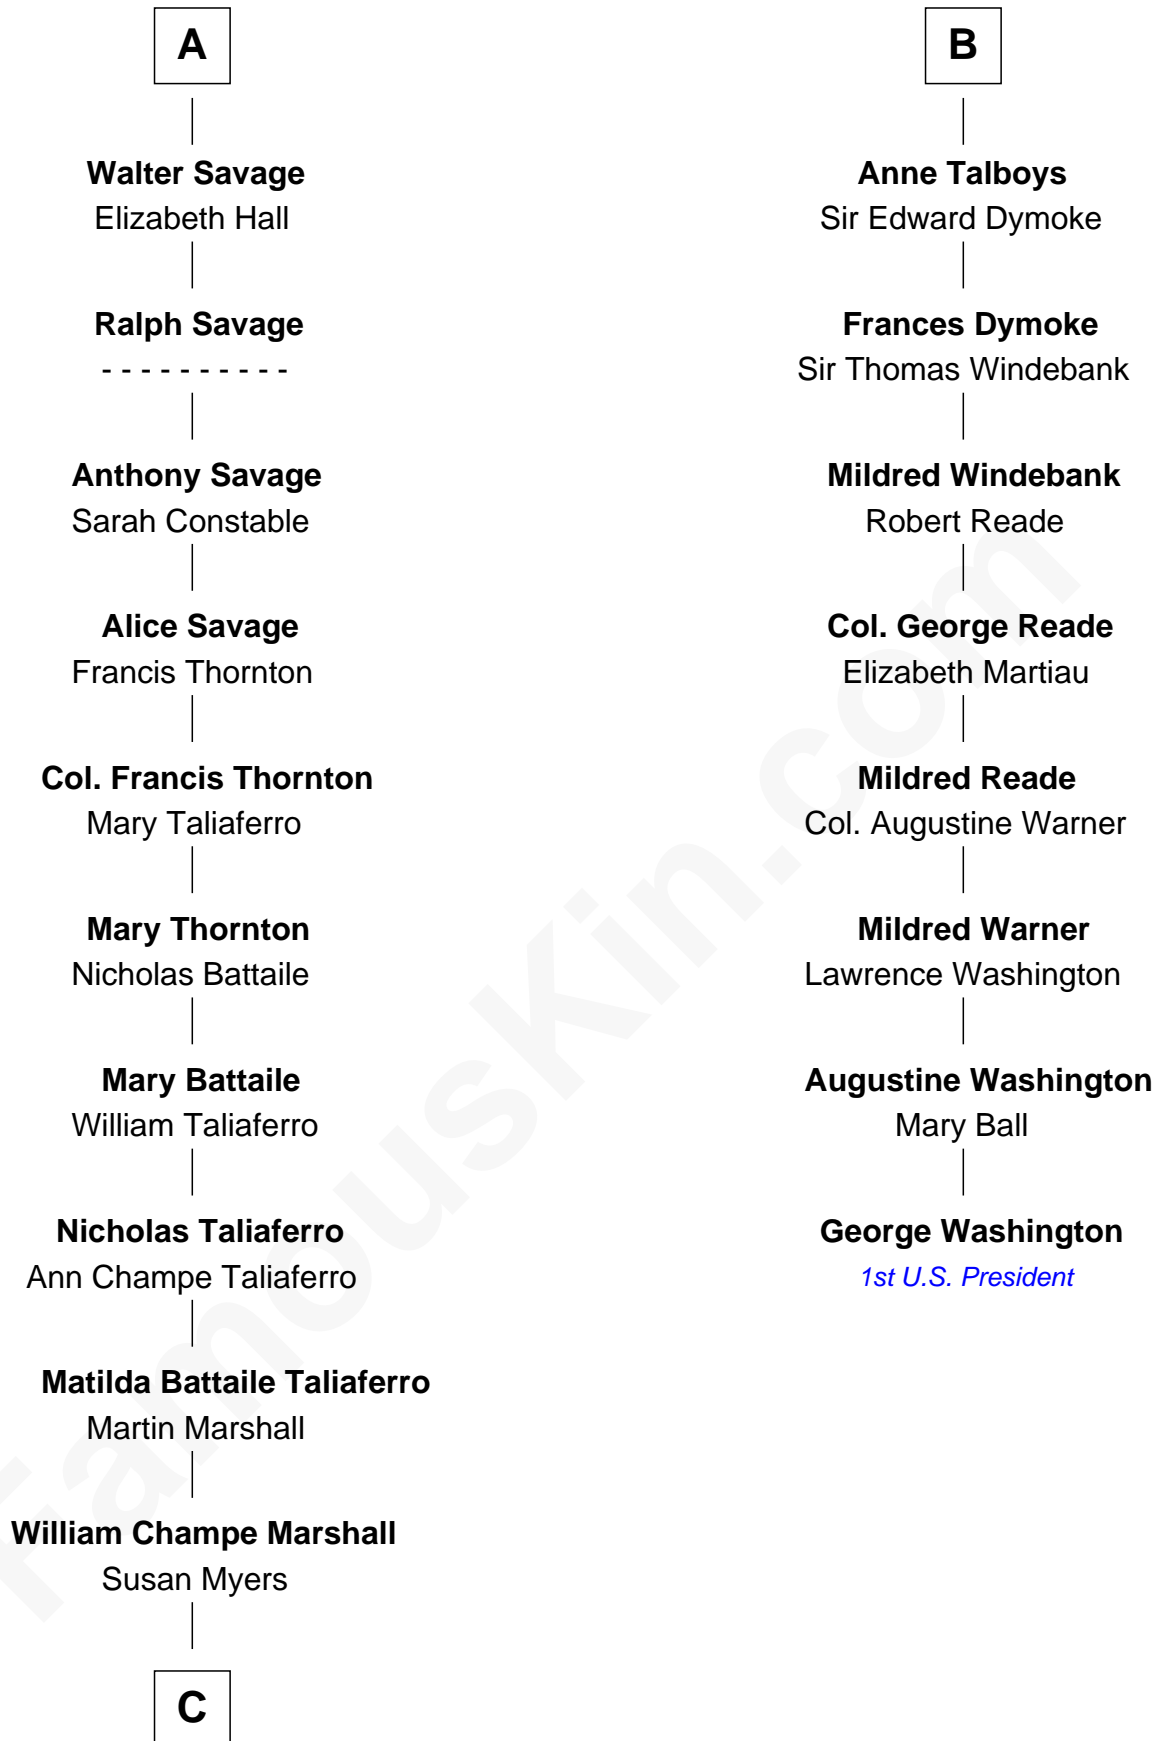 A
Walter Savage
Elizabeth Hall
Ralph Savage
- - - - - - - - - -
Anthony Savage
Sarah Constable
Alice Savage
Francis Thornton
Col. Francis Thornton
Mary Taliaferro
Mary Thornton
Nicholas Battaile
Mary Battaile
William Taliaferro
Nicholas Taliaferro
Ann Champe Taliaferro
Matilda Battaile Taliaferro
Martin Marshall
William Champe Marshall
Susan Myers
C
B
Anne Talboys
Sir Edward Dymoke
Frances Dymoke
Sir Thomas Windebank
Mildred Windebank
Robert Reade
Col. George Reade
Elizabeth Martiau
Mildred Reade
Col. Augustine Warner
Mildred Warner
Lawrence Washington
Augustine Washington
Mary Ball
George Washington
1st U.S. President
FamousKin.com